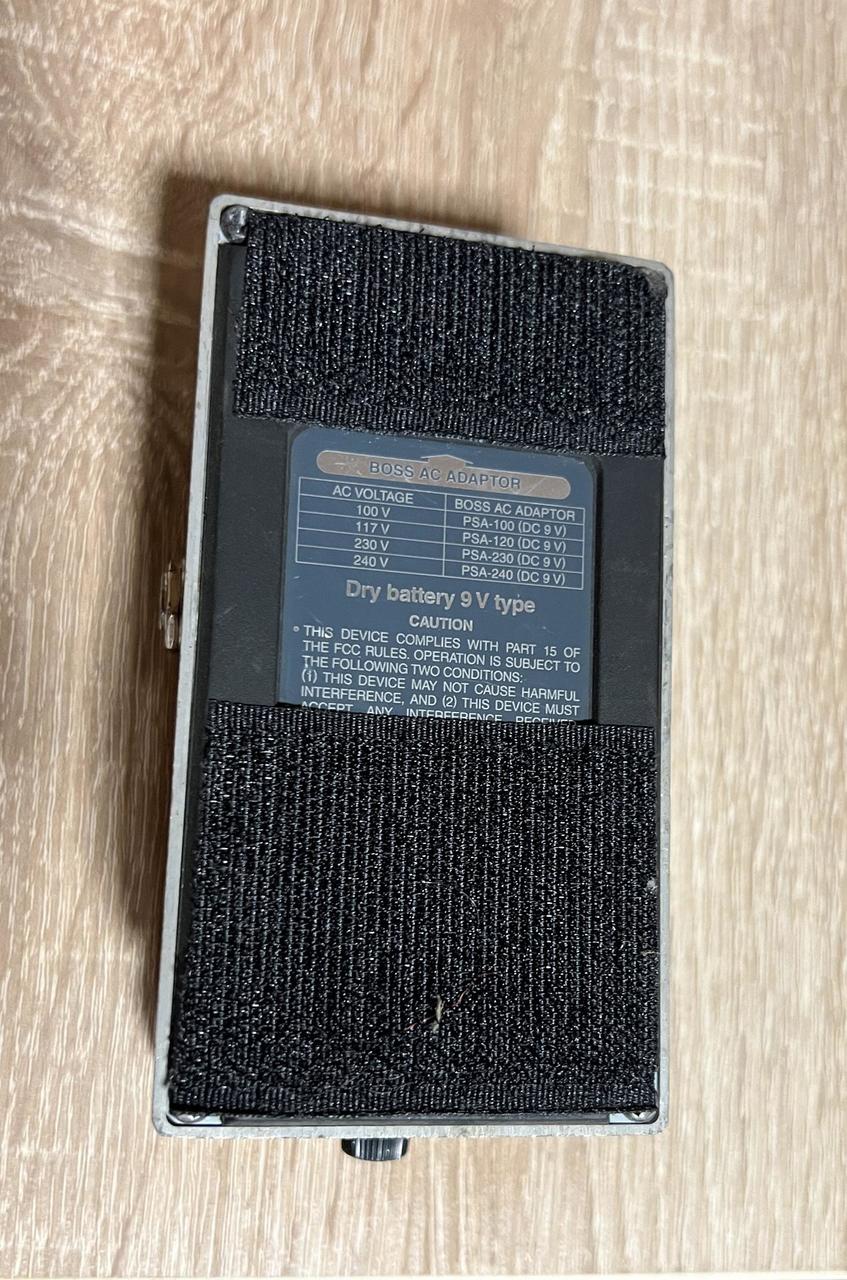 BOSS AC ADAPTOR
AC VOLTAGE BOSS AC ADAPTOR
100 V PSA-100 (DC 9 V)
117 V PSA-120 (DC 9 V)
230 V PSA-230 (DC 9 V)
240 V PSA-240 (DC 9 V)
Dry battery 9 V type
CAUTION
* THIS DEVICE COMPLIES WITH PART 15 OF
THE FCC RULES. OPERATION IS SUBJECT TO
THE FOLLOWING TWO CONDITIONS:
(1) THIS DEVICE MAY NOT CAUSE HARMFUL
INTERFERENCE, AND (2) THIS DEVICE MUST
ACCEPT ANY INTERFERENCE